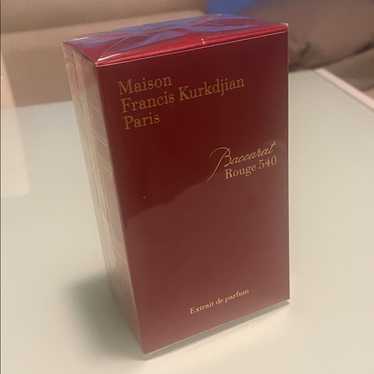 Maison
Francis Kurkdjian
Paris
Baccarat
Rouge 540
Extrait de parfum